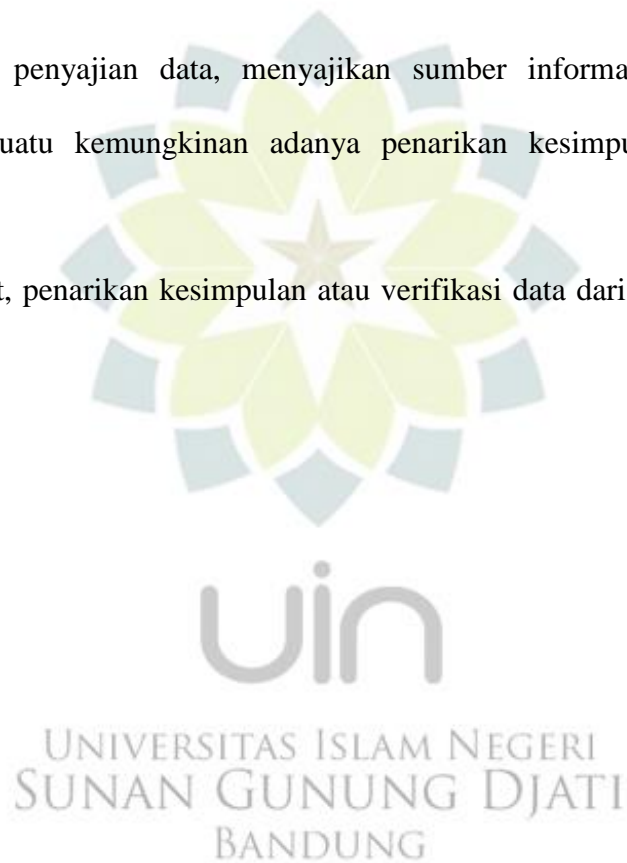 penyajian data, menyajikan sumber informa
uatu kemungkinan adanya penarikan kesimpu
, penarikan kesimpulan atau verifikasi data dari
uin
UNIVERSITAS ISLAM NEGERI
SUNAN GUNUNG DJATI
BANDUNG